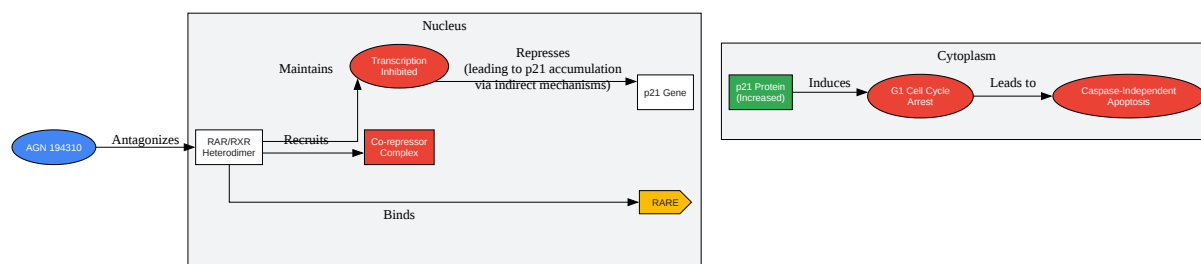 Nucleus
Cytoplasm
AGN 194310
Antagonizes
RAR/RXR
Heterodimer
Maintains
Transcription
Inhibited
Represses
(leading to p21 accumulation
via indirect mechanisms)
p21 Gene
Recruits
Co-repressor
Complex
Binds
RARE
p21 Protein
(Increased)
Induces
G1 Cell Cycle
Arrest
Leads to
Caspase-Independent
Apoptosis